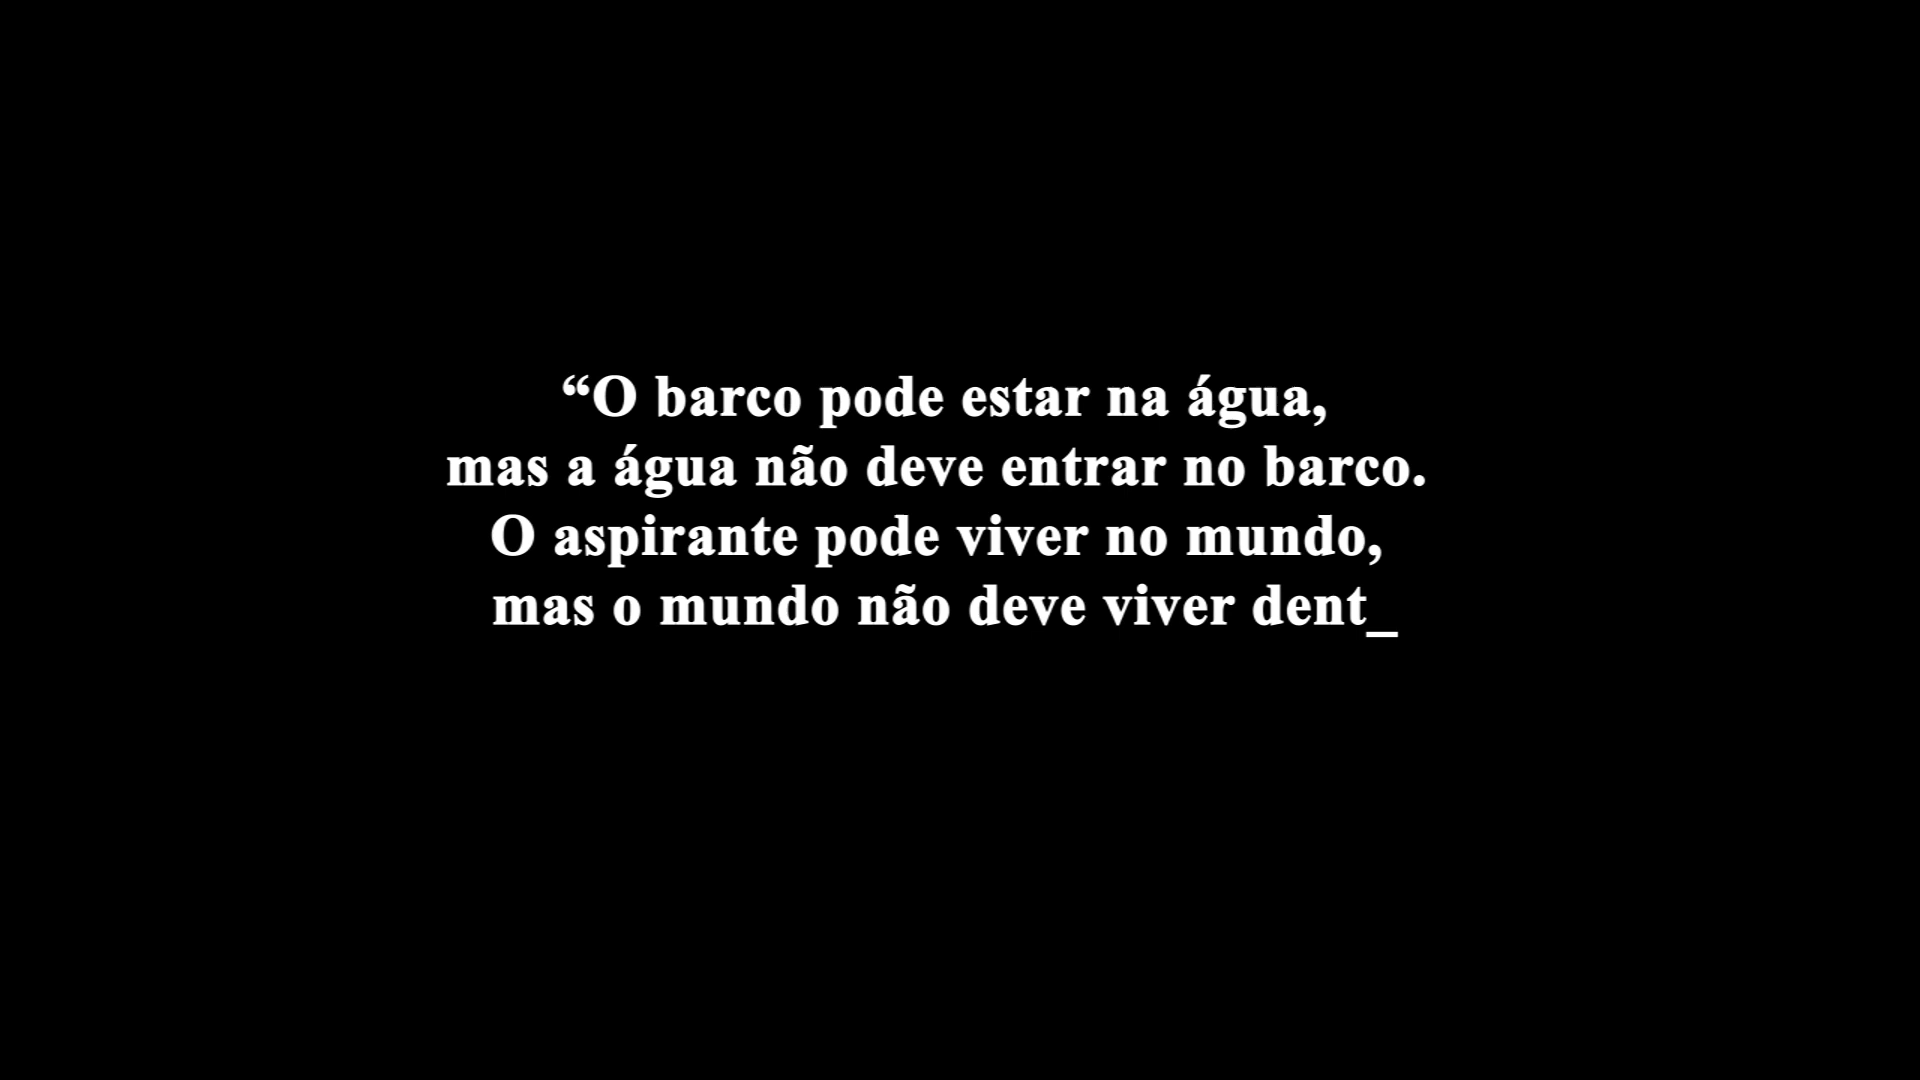 “O barco pode estar na água,
mas a água não deve entrar no barco.
O aspirante pode viver no mundo,
mas o mundo não deve viver dent_